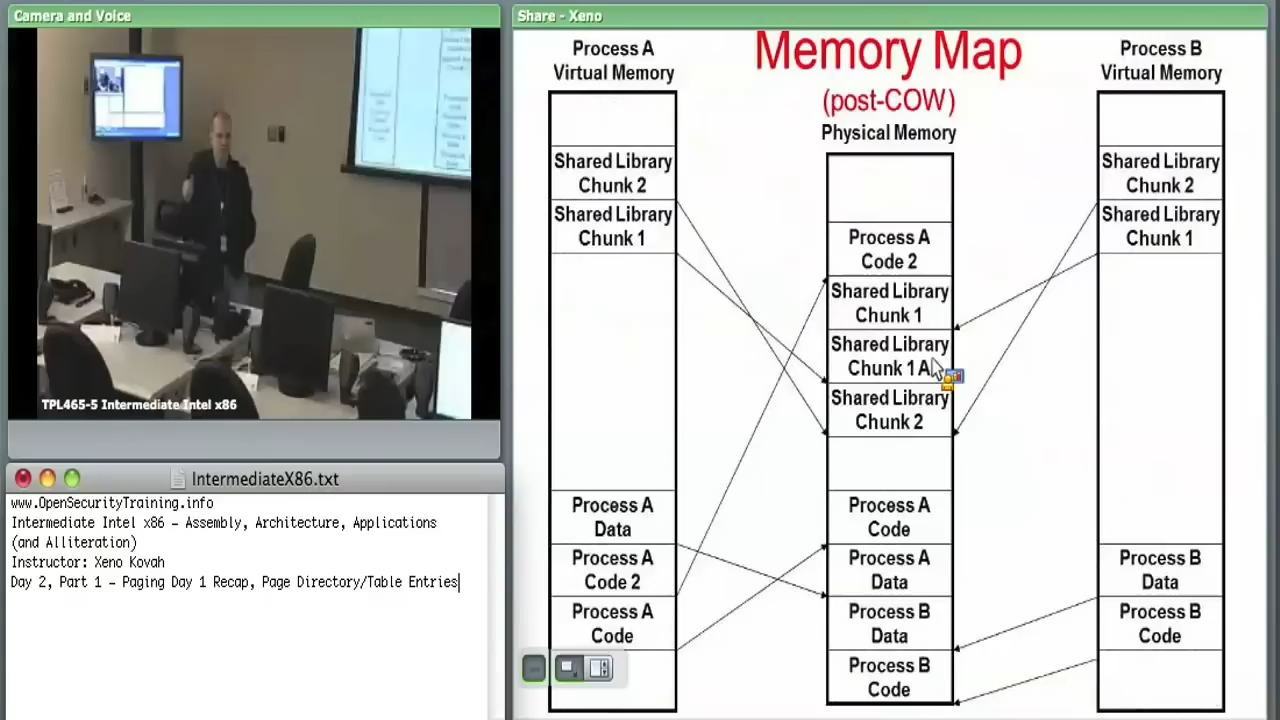 Camera and Voice
TPL465-5 Intermediate Intel x86
IntermediateX86.txt
www.OpenSecurityTraining.info
Intermediate Intel x86 – Assembly, Architecture, Applications
(and Alliteration)
Instructor: Xeno Kovah
Day 2, Part 1 – Paging Day 1 Recap, Page Directory/Table Entries
Share - Xeno
Memory Map
(post-COW)
Process A
Virtual Memory
Shared Library
Chunk 2
Shared Library
Chunk 1
Process A
Data
Process A
Code 2
Process A
Code
Physical Memory
Process A
Code 2
Shared Library
Chunk 1
Shared Library
Chunk 1A
Shared Library
Chunk 2
Process A
Code
Process A
Data
Process B
Data
Process B
Code
Process B
Virtual Memory
Shared Library
Chunk 2
Shared Library
Chunk 1
Process B
Data
Process B
Code